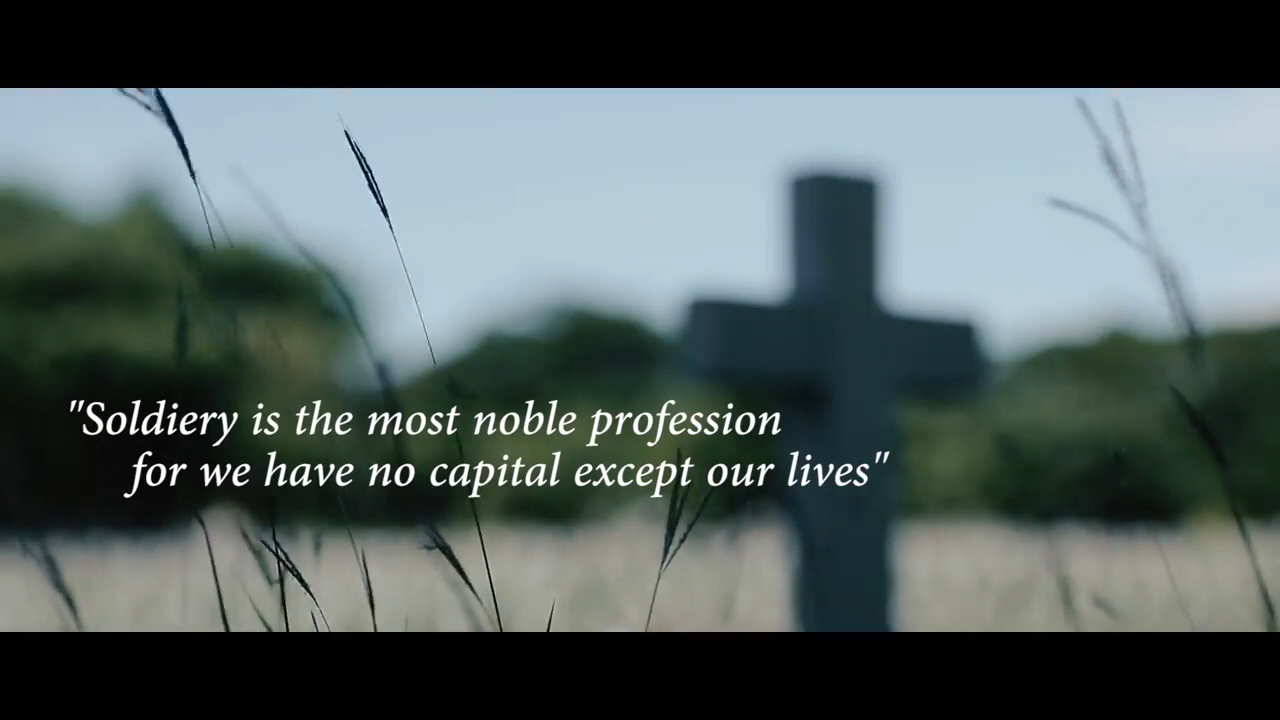 "Soldiery is the most noble profession
for we have no capital except our lives"